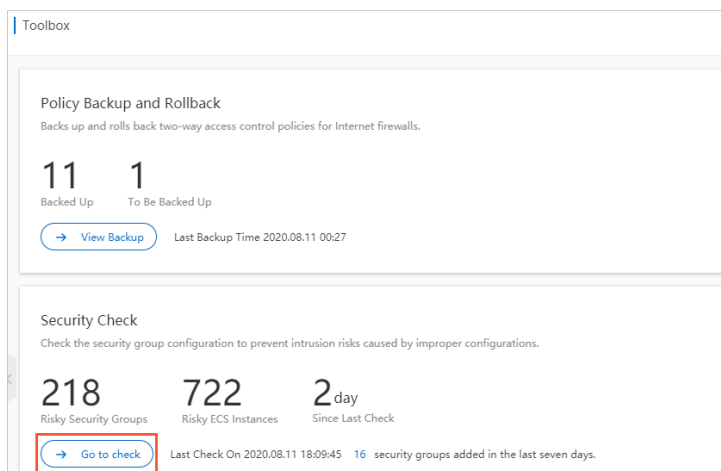 Toolbox
Policy Backup and Rollback
Backs up and rolls back two-way access control policies for Internet firewalls.
11 1
Backed Up To Be Backed Up
→ View Backup Last Backup Time 2020.08.11 00:27
Security Check
Check the security group configuration to prevent intrusion risks caused by improper configurations.
218 722 2 day
Risky Security Groups Risky ECS Instances Since Last Check
→ Go to check Last Check On 2020.08.11 18:09:45 16 security groups added in the last seven days.